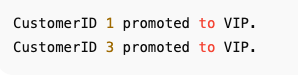 CustomerID 1 promoted to VIP.
CustomerID 3 promoted to VIP.